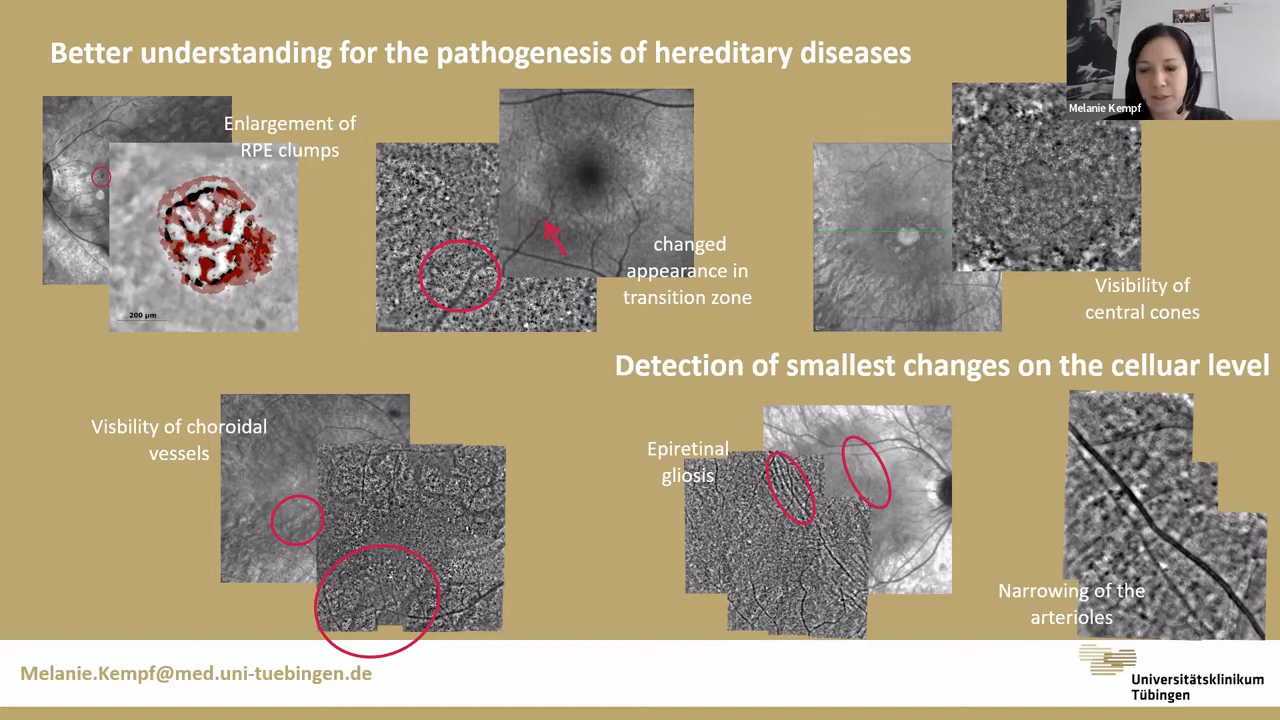 Better understanding for the pathogenesis of hereditary diseases
Melanie Kempf
Enlargement of
RPE clumps
200 µm
changed
appearance in
transition zone
Visibility of
central cones
Detection of smallest changes on the celluar level
Visbility of choroidal
vessels
Epiretinal
gliosis
Narrowing of the
arterioles
Melanie.Kempf@med.uni-tuebingen.de
Universitätsklinikum
Tübingen